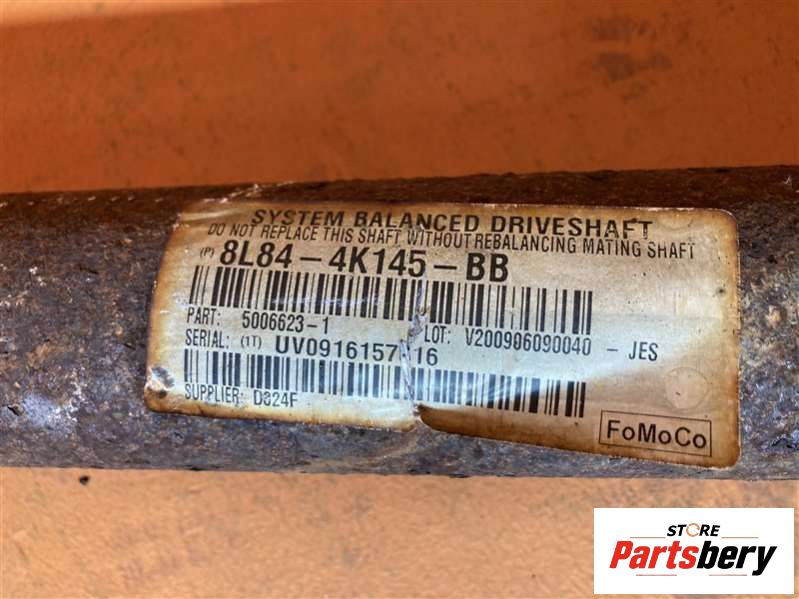 SYSTEM BALANCED DRIVESHAFT
DO NOT REPLACE THIS SHAFT WITHOUT REBALANCING MATING SHAFT
(P) 8L84-4K145-BB
PART: 5006623-1 LOT: V200906090040 - JES
SERIAL: (1T)
SUPPLIER: D324F
FoMoCo
STORE
Partsbery